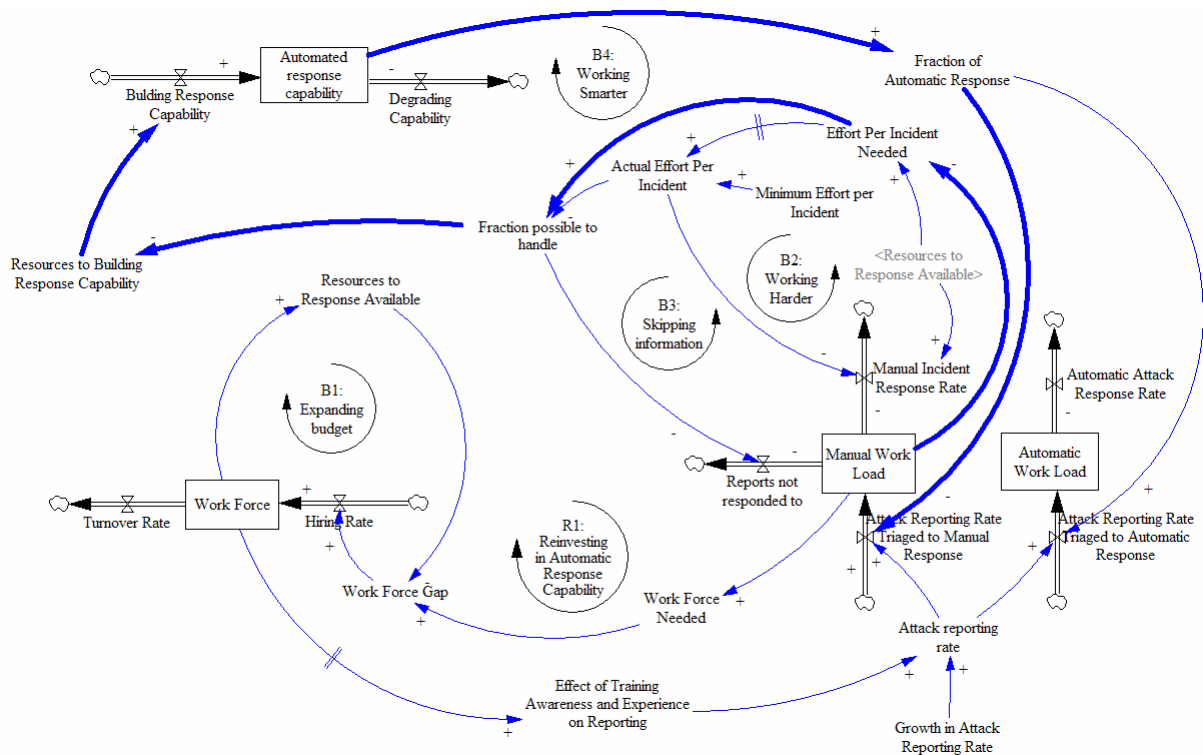 Automated
response
capability
Bulding Response
Capability
Degrading
Capability
B4:
Working
Smarter
Fraction of
Automatic Response
Effort Per Incident
Needed
Actual Effort Per
Incident
Minimum Effort per
Incident
Fraction possible to
handle
Resources to Building
Response Capability
Resources to
Response Available
<Resources to
Response Available>
B2:
Working
Harder
B3:
Skipping
information
B1:
Expanding
budget
Manual Incident
Response Rate
Automatic Attack
Response Rate
Manual Work
Load
Automatic
Work Load
Reports not
responded to
Work Force
Turnover Rate
Hiring Rate
R1:
Reinvesting
in Automatic
Response
Capability
Attack Reporting Rate
Triaged to Manual
Response
Attack Reporting Rate
Triaged to Automatic
Response
Work Force Gap
Work Force
Needed
Attack reporting
rate
Effect of Training
Awareness and Experience
on Reporting
Growth in Attack
Reporting Rate